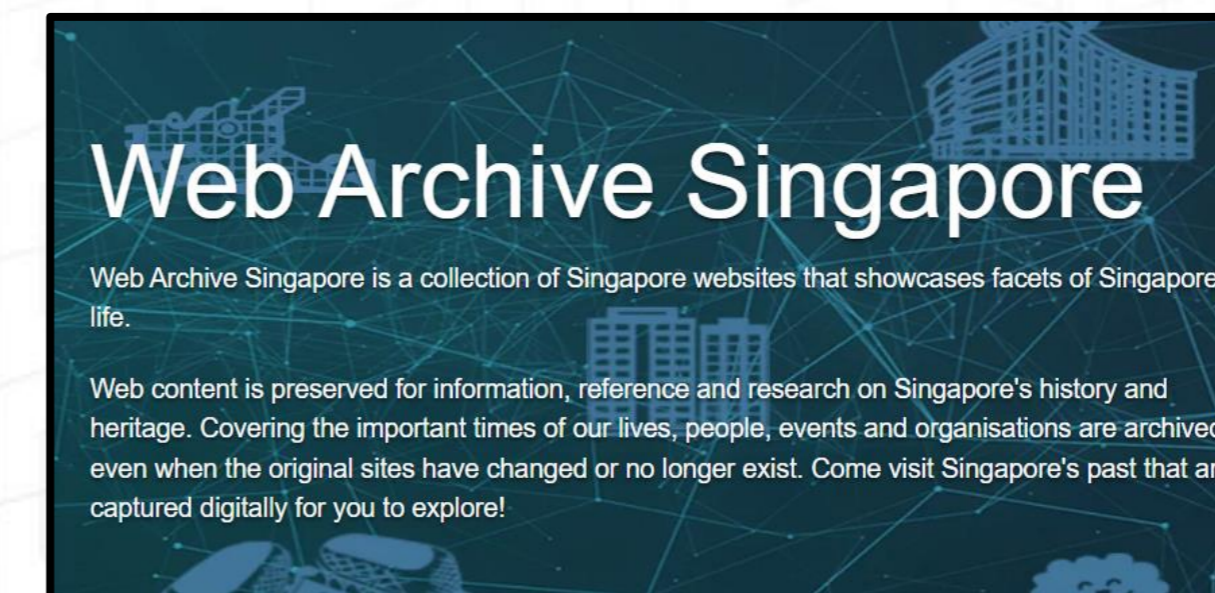 Web Archive Singapore
Web Archive Singapore is a collection of Singapore websites that showcases facets of Singapore
life.
Web content is preserved for information, reference and research on Singapore's history and
heritage. Covering the important times of our lives, people, events and organisations are archived
even when the original sites have changed or no longer exist. Come visit Singapore's past that
captured digitally for you to explore!